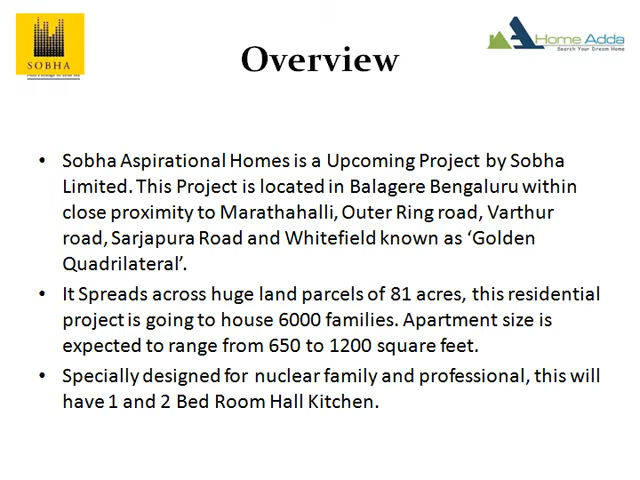 SOBHA
Home Adda
Search Your Dream Home
Overview
• Sobha Aspirational Homes is a Upcoming Project by Sobha
Limited. This Project is located in Balagere Bengaluru within
close proximity to Marathahalli, Outer Ring road, Varthur
road, Sarjapura Road and Whitefield known as ‘Golden
Quadrilateral’.
• It Spreads across huge land parcels of 81 acres, this residential
project is going to house 6000 families. Apartment size is
expected to range from 650 to 1200 square feet.
• Specially designed for nuclear family and professional, this will
have 1 and 2 Bed Room Hall Kitchen.